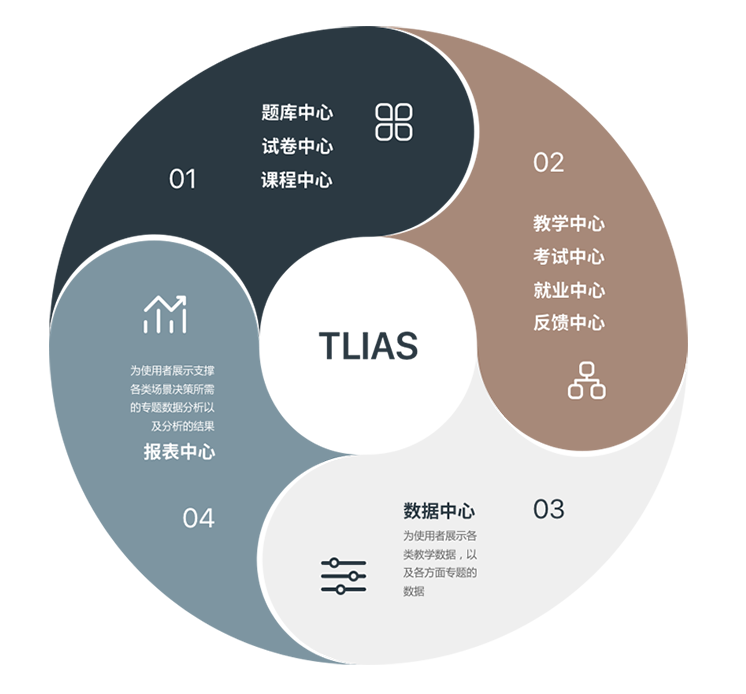 题库中心
试卷中心
课程中心
01
02
教学中心
考试中心
就业中心
反馈中心
TLIAS
数据中心
为使用者展示各
类教学数据，以
及各方面专题的
数据
03
为使用者展示支撑
各类场景决策所需
的专题数据分析以
及分析的结果
报表中心
04